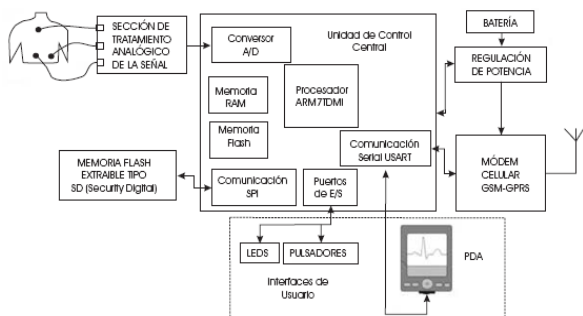 SECCIÓN DE
TRATAMIENTO
ANALÓGICO
DE LA SEÑAL
Conversor
A/D
Unidad de Control
Central
BATERÍA
REGULACIÓN
DE POTENCIA
Procesador
ARM7TDMI
Memoria
RAM
Memoria
Flash
Comunicación
Serial USART
MÓDEM
CELULAR
GSM-GPRS
MEMORIA FLASH
EXTRAIBLE TIPO
SD (Security Digital)
Comunicación
SPI
Puertos
de E/S
LEDS
PULSADORES
PDA
Interfaces de
Usuario